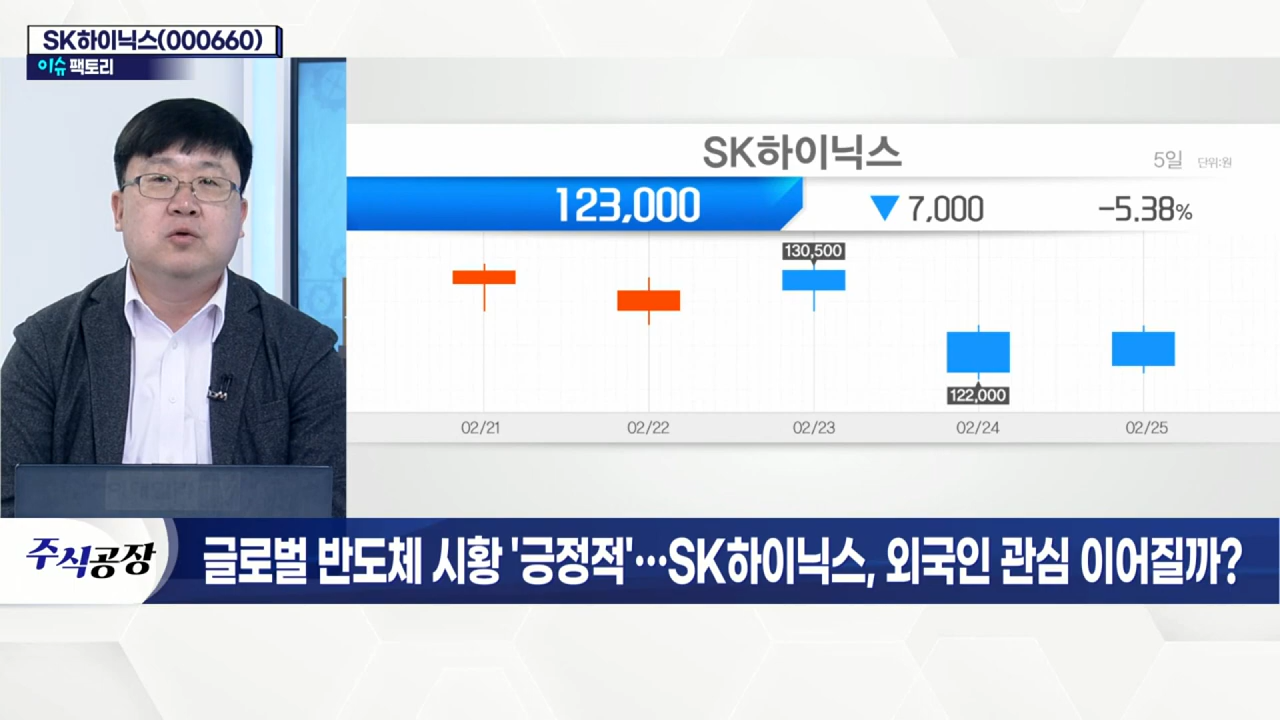 SK하이닉스(000660)
이슈 팩토리
SK하이닉스
5일 단위:원
123,000 ▼ 7,000 -5.38%
130,500
122,000
02/21 02/22 02/23 02/24 02/25
주식공장
글로벌 반도체 시황 '긍정적'…SK하이닉스, 외국인 관심 이어질까?